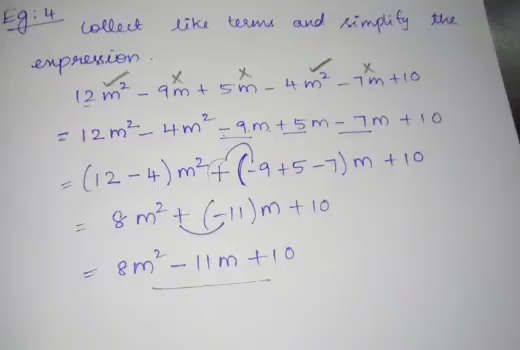 Eg: 4 collect like terms and simplify the
expression.
12m² - 9m + 5m - 4m² - 7m + 10
= 12m² - 4m² - 9m + 5m - 7m + 10
= (12-4)m² + (-9+5-7)m + 10
= 8m² + (-11)m + 10
= 8m² - 11m + 10